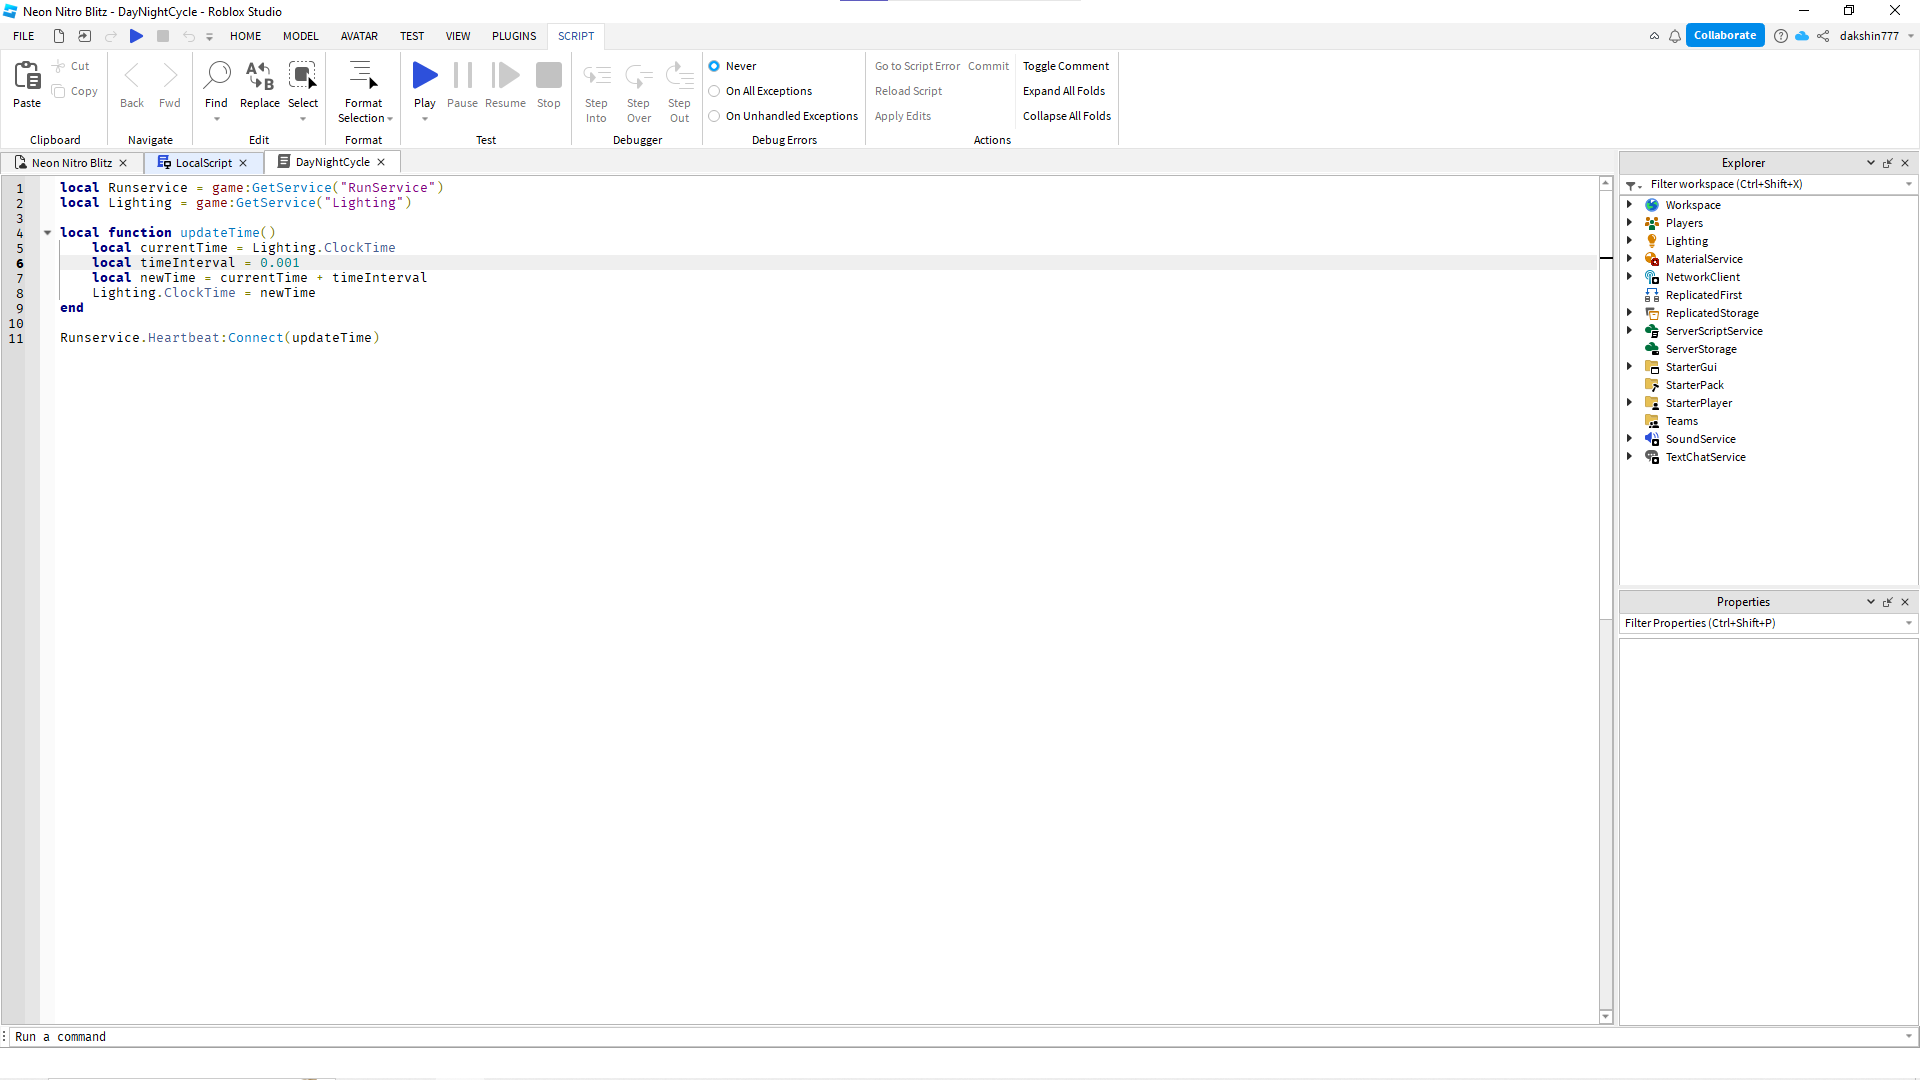 Neon Nitro Blitz - DayNightCycle - Roblox Studio
FILE HOME MODEL AVATAR TEST VIEW PLUGINS SCRIPT Collaborate dakshin777
Paste Cut Copy
Clipboard
Back Fwd
Navigate
Find Replace Select
Edit
Format Selection
Format
Play Pause Resume Stop
Test
Step Into Step Over Step Out
Debugger
Never
On All Exceptions
On Unhandled Exceptions
Debug Errors
Go to Script Error Commit
Reload Script
Apply Edits
Toggle Comment
Expand All Folds
Collapse All Folds
Actions
Neon Nitro Blitz LocalScript DayNightCycle
1 local Runservice = game:GetService("RunService")
2 local Lighting = game:GetService("Lighting")
3
4 local function updateTime()
5 local currentTime = Lighting.ClockTime
6 local timeInterval = 0.001
7 local newTime = currentTime + timeInterval
8 Lighting.ClockTime = newTime
9 end
10
11 Runservice.Heartbeat:Connect(updateTime)
Explorer
Filter workspace (Ctrl+Shift+X)
Workspace
Players
Lighting
MaterialService
NetworkClient
ReplicatedFirst
ReplicatedStorage
ServerScriptService
ServerStorage
StarterGui
StarterPack
StarterPlayer
Teams
SoundService
TextChatService
Properties
Filter Properties (Ctrl+Shift+P)
Run a command